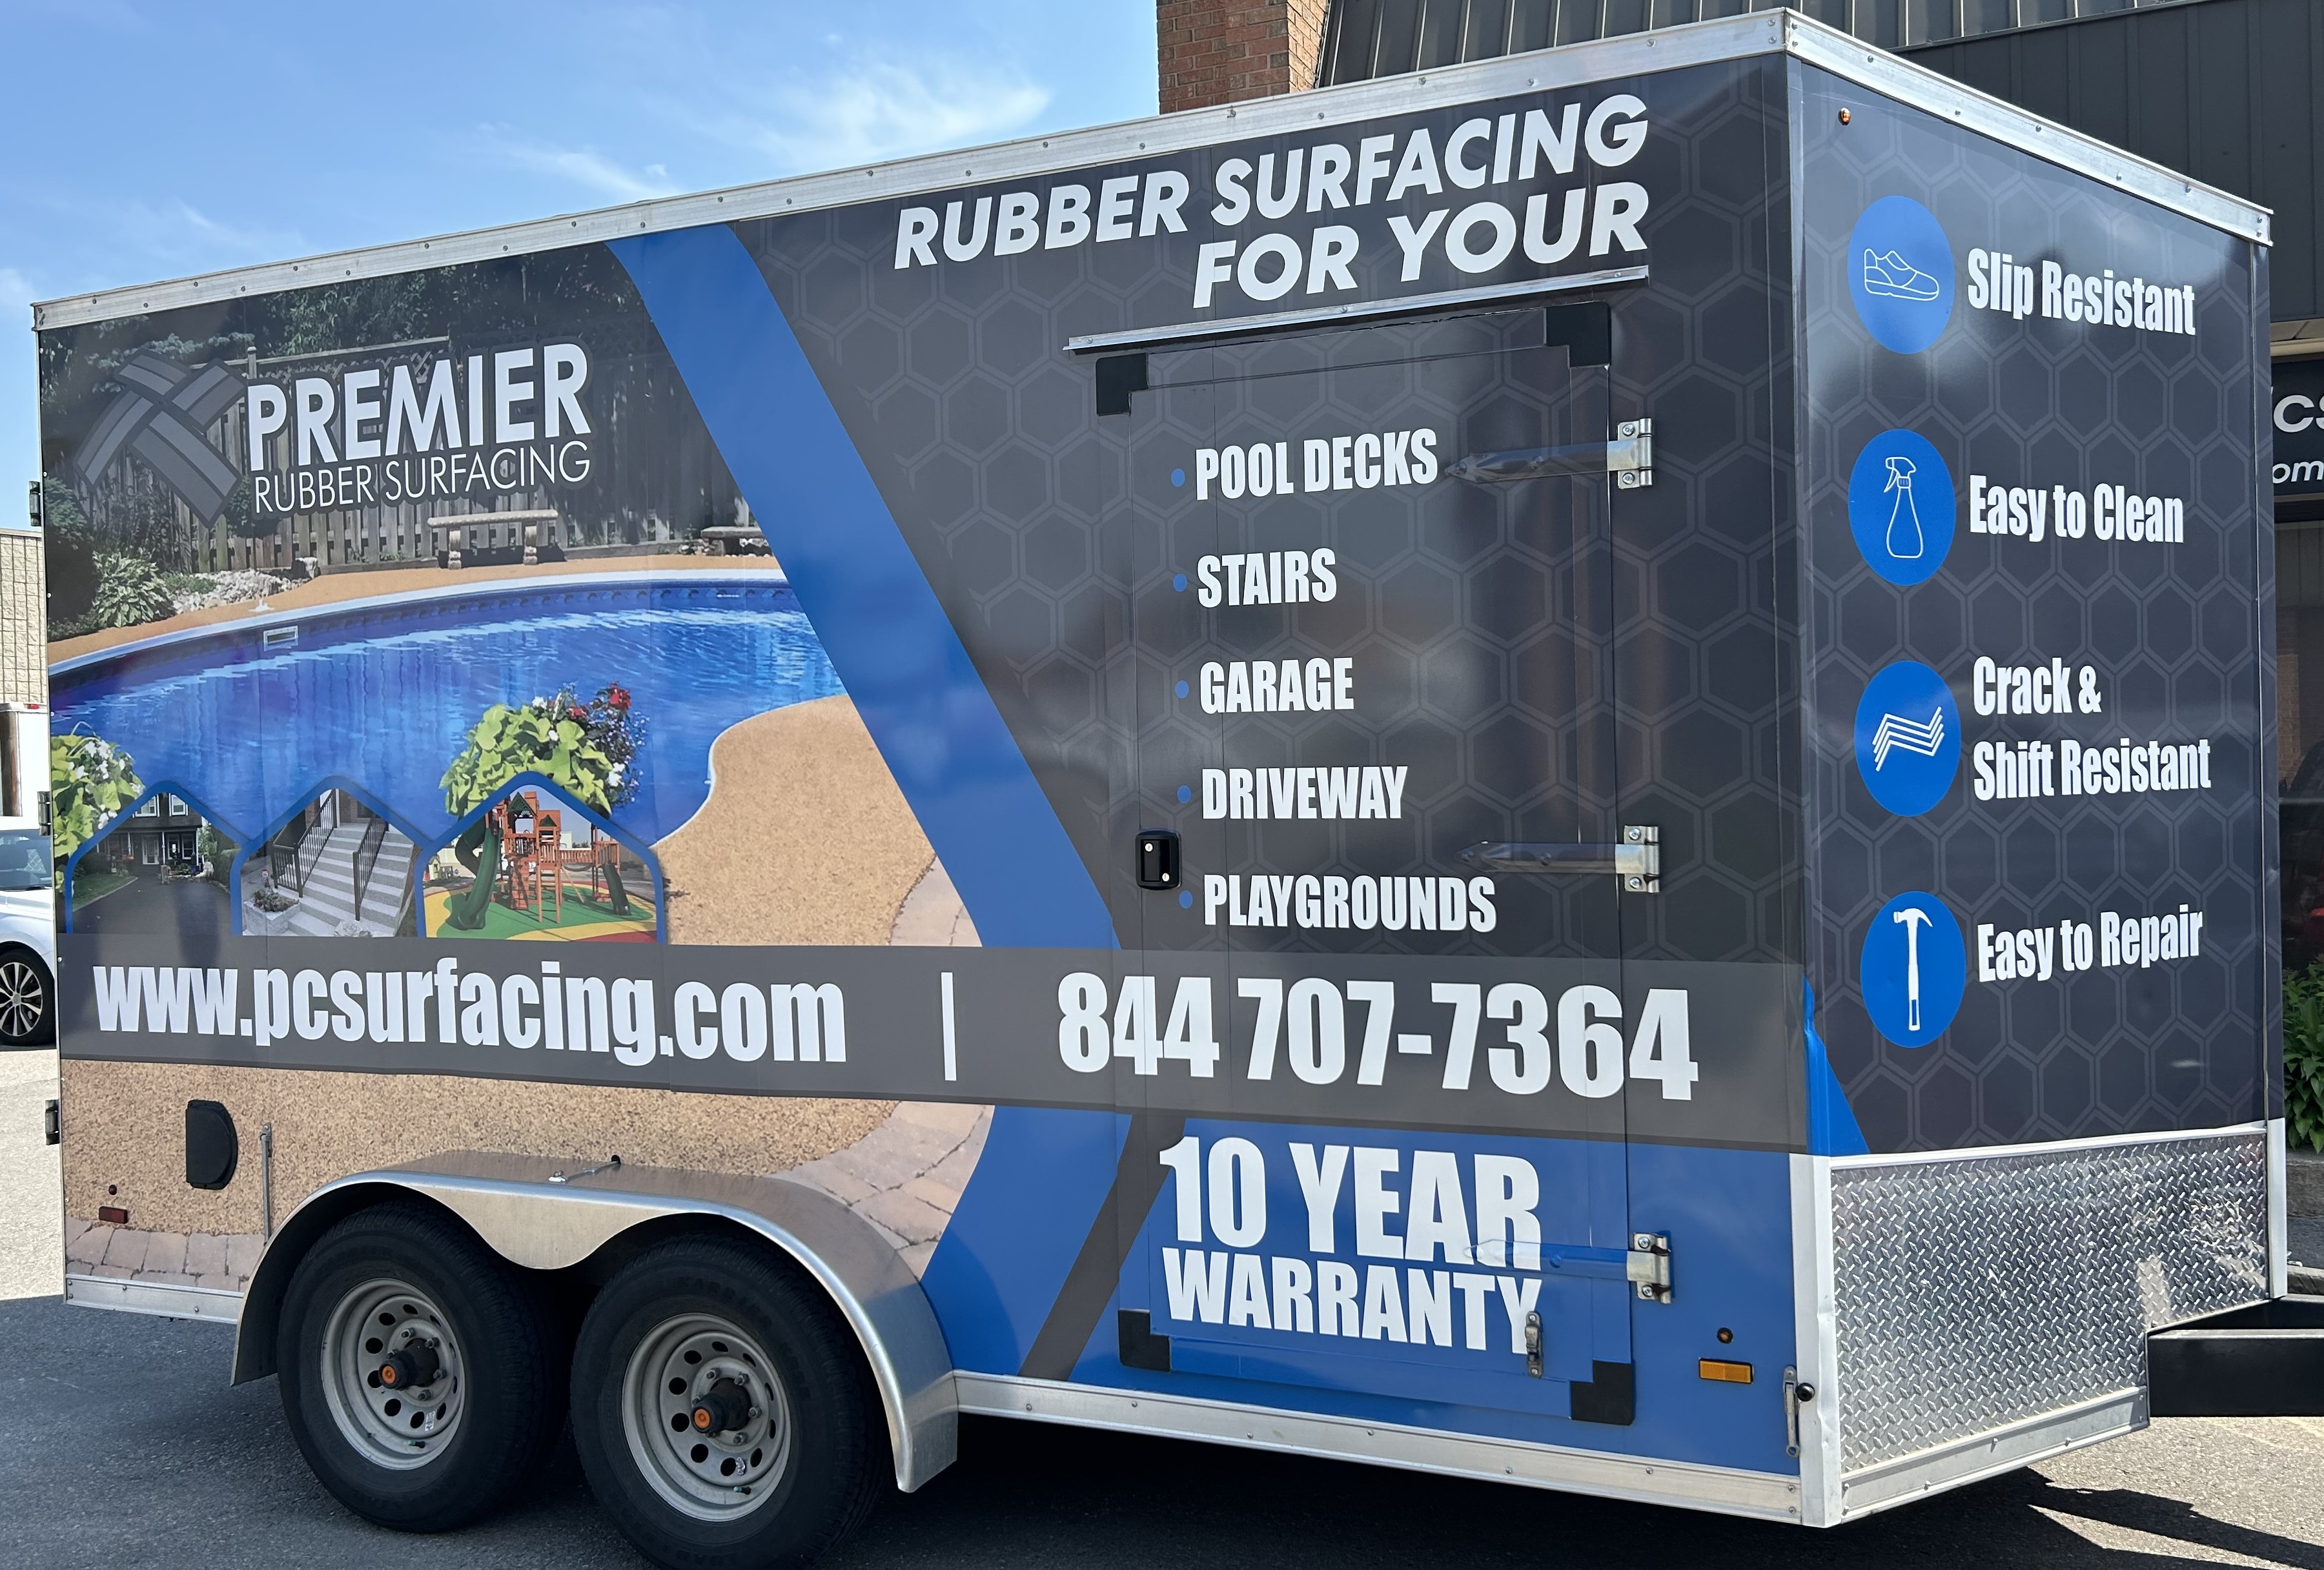 PREMIER
RUBBER SURFACING
RUBBER SURFACING
FOR YOUR
• POOL DECKS
• STAIRS
• GARAGE
• DRIVEWAY
• PLAYGROUNDS
www.pcsurfacing.com | 844 707-7364
10 YEAR
WARRANTY
Slip Resistant
Easy to Clean
Crack &
Shift Resistant
Easy to Repair